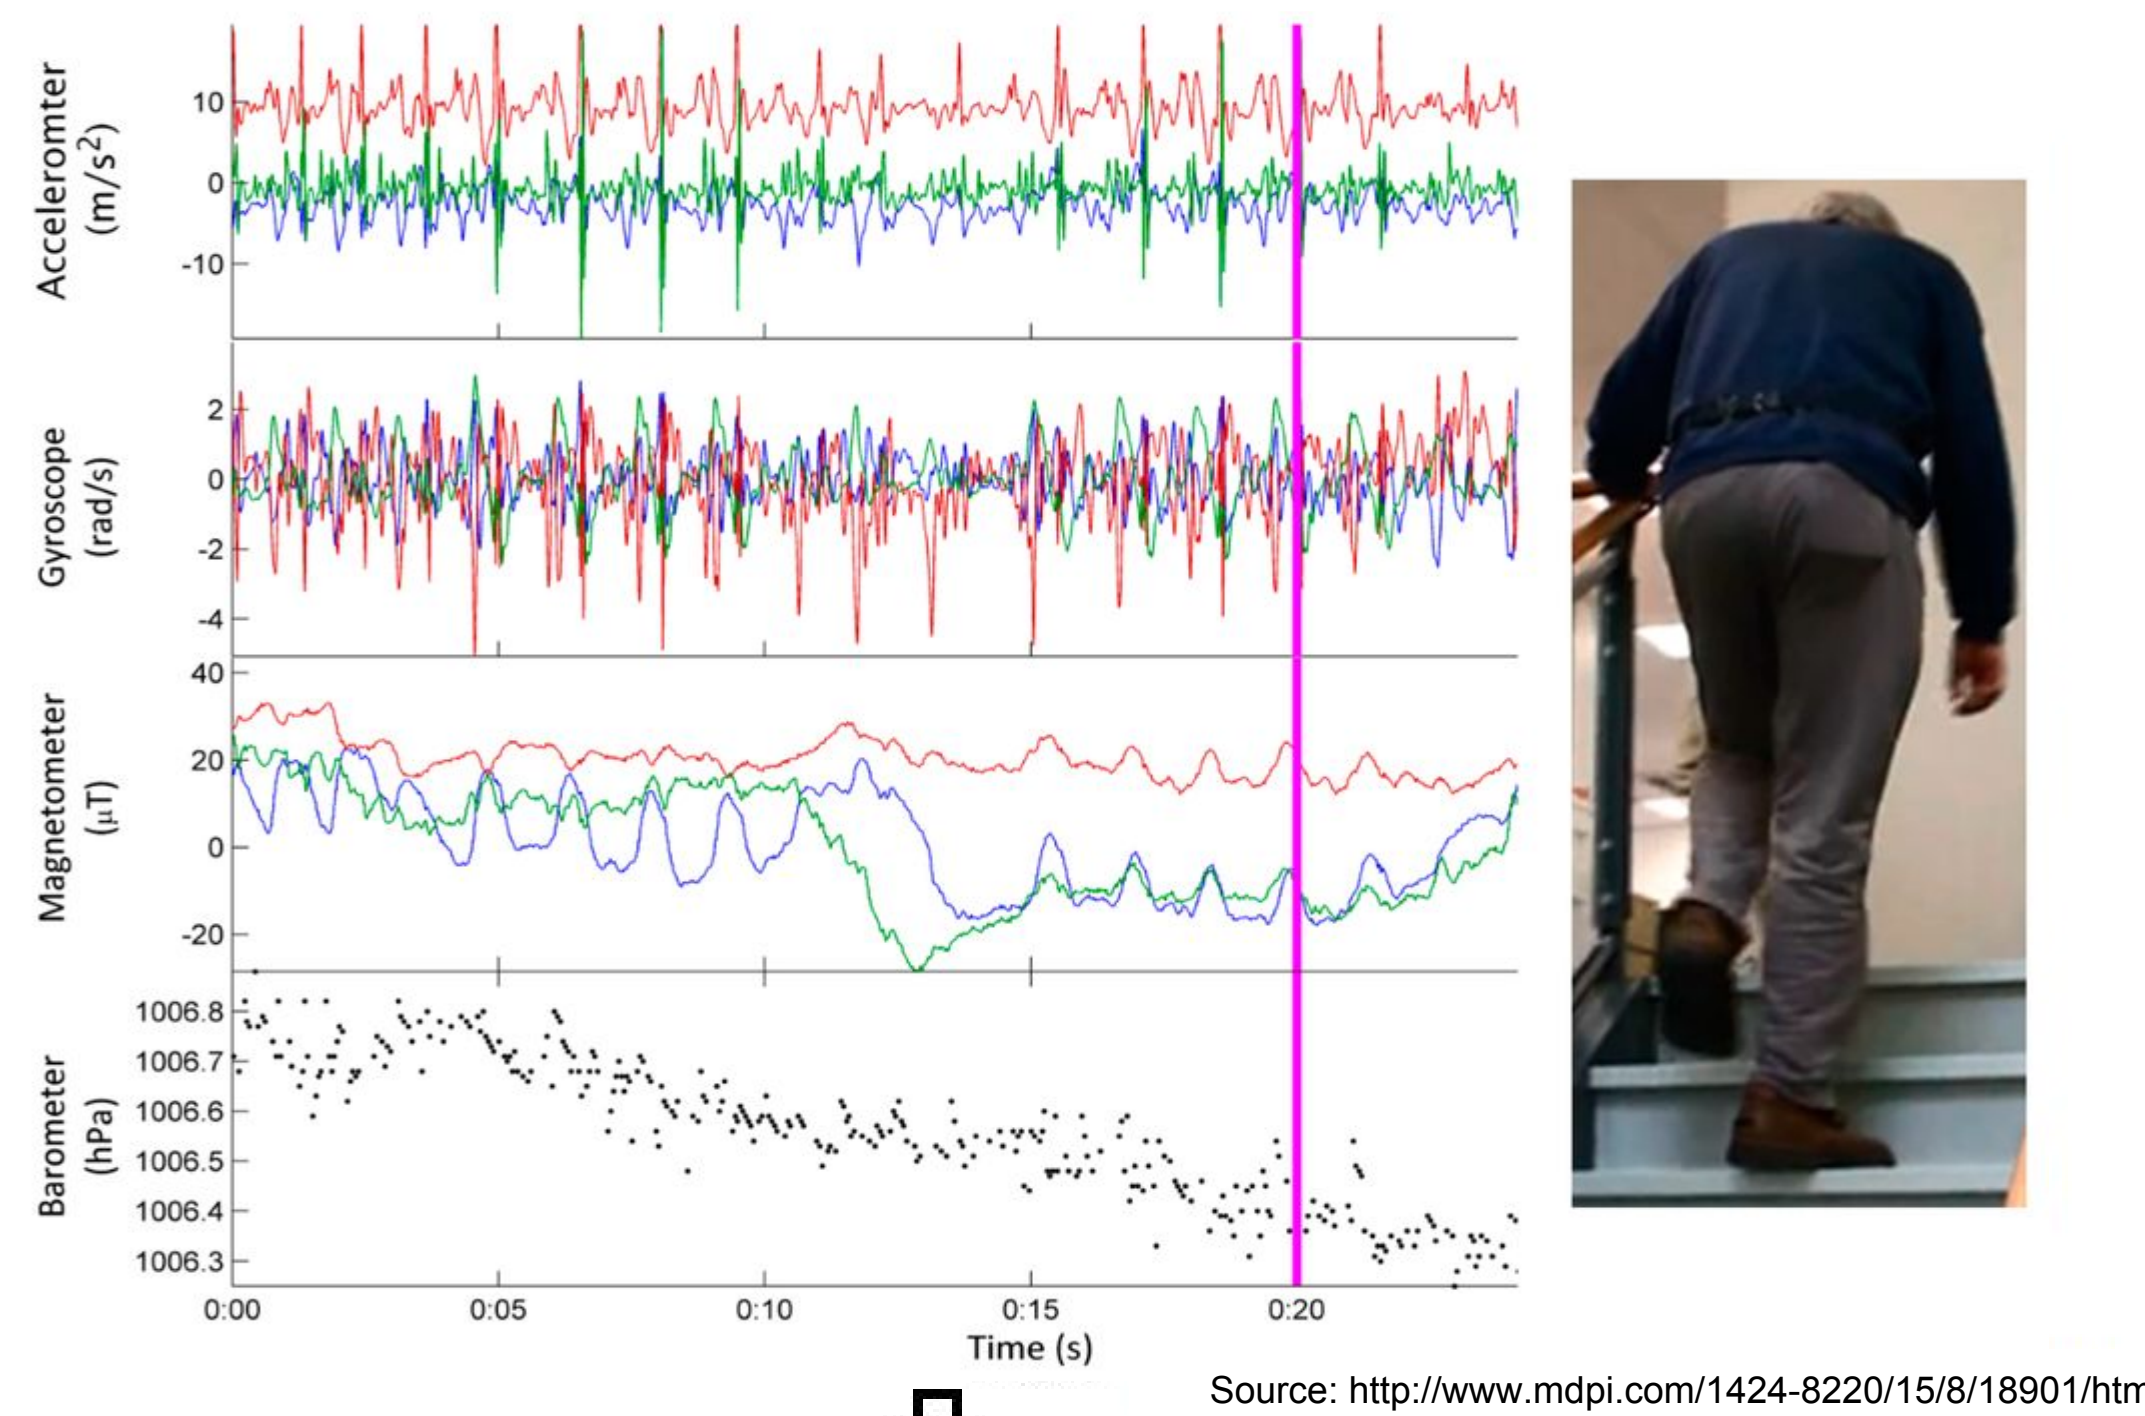 Acceleromter
(m/s2)
10
0
-10
Gyroscope
(rad/s)
2
0
-2
-4
Magnetometer
(μT)
40
20
0
-20
Barometer
(hPa)
1006.8
1006.7
1006.6
1006.5
1006.4
1006.3
0:00 0:05 0:10 0:15 0:20
Time (s)
Source: http://www.mdpi.com/1424-8220/15/8/18901/htm